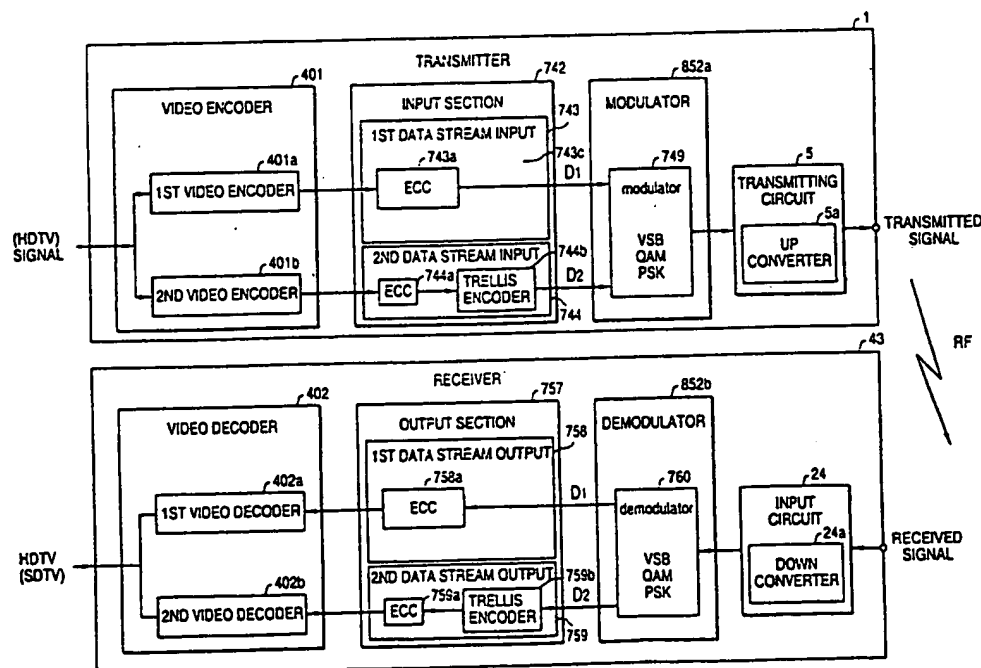 1
TRANSMITTER
401
742
852a
VIDEO ENCODER
INPUT SECTION
743
MODULATOR
1ST DATA STREAM INPUT
401a
743a
743c
749
5
1ST VIDEO ENCODER
ECC
D1
modulator
TRANSMITTING
CIRCUIT
5a
(HDTV)
SIGNAL
VSB
QAM
PSK
UP
CONVERTER
TRANSMITTED
SIGNAL
401b
2ND DATA STREAM INPUT
744b
2ND VIDEO ENCODER
ECC
744a
TRELLIS
ENCODER
D2
744
RF
43
RECEIVER
402
757
852b
VIDEO DECODER
OUTPUT SECTION
758
DEMODULATOR
1ST DATA STREAM OUTPUT
402a
758a
760
24
1ST VIDEO DECODER
ECC
D1
demodulator
INPUT
CIRCUIT
24a
HDTV
(SDTV)
VSB
QAM
PSK
DOWN
CONVERTER
RECEIVED
SIGNAL
402b
2ND DATA STREAM OUTPUT
759b
2ND VIDEO DECODER
759a
ECC
TRELLIS
ENCODER
D2
759